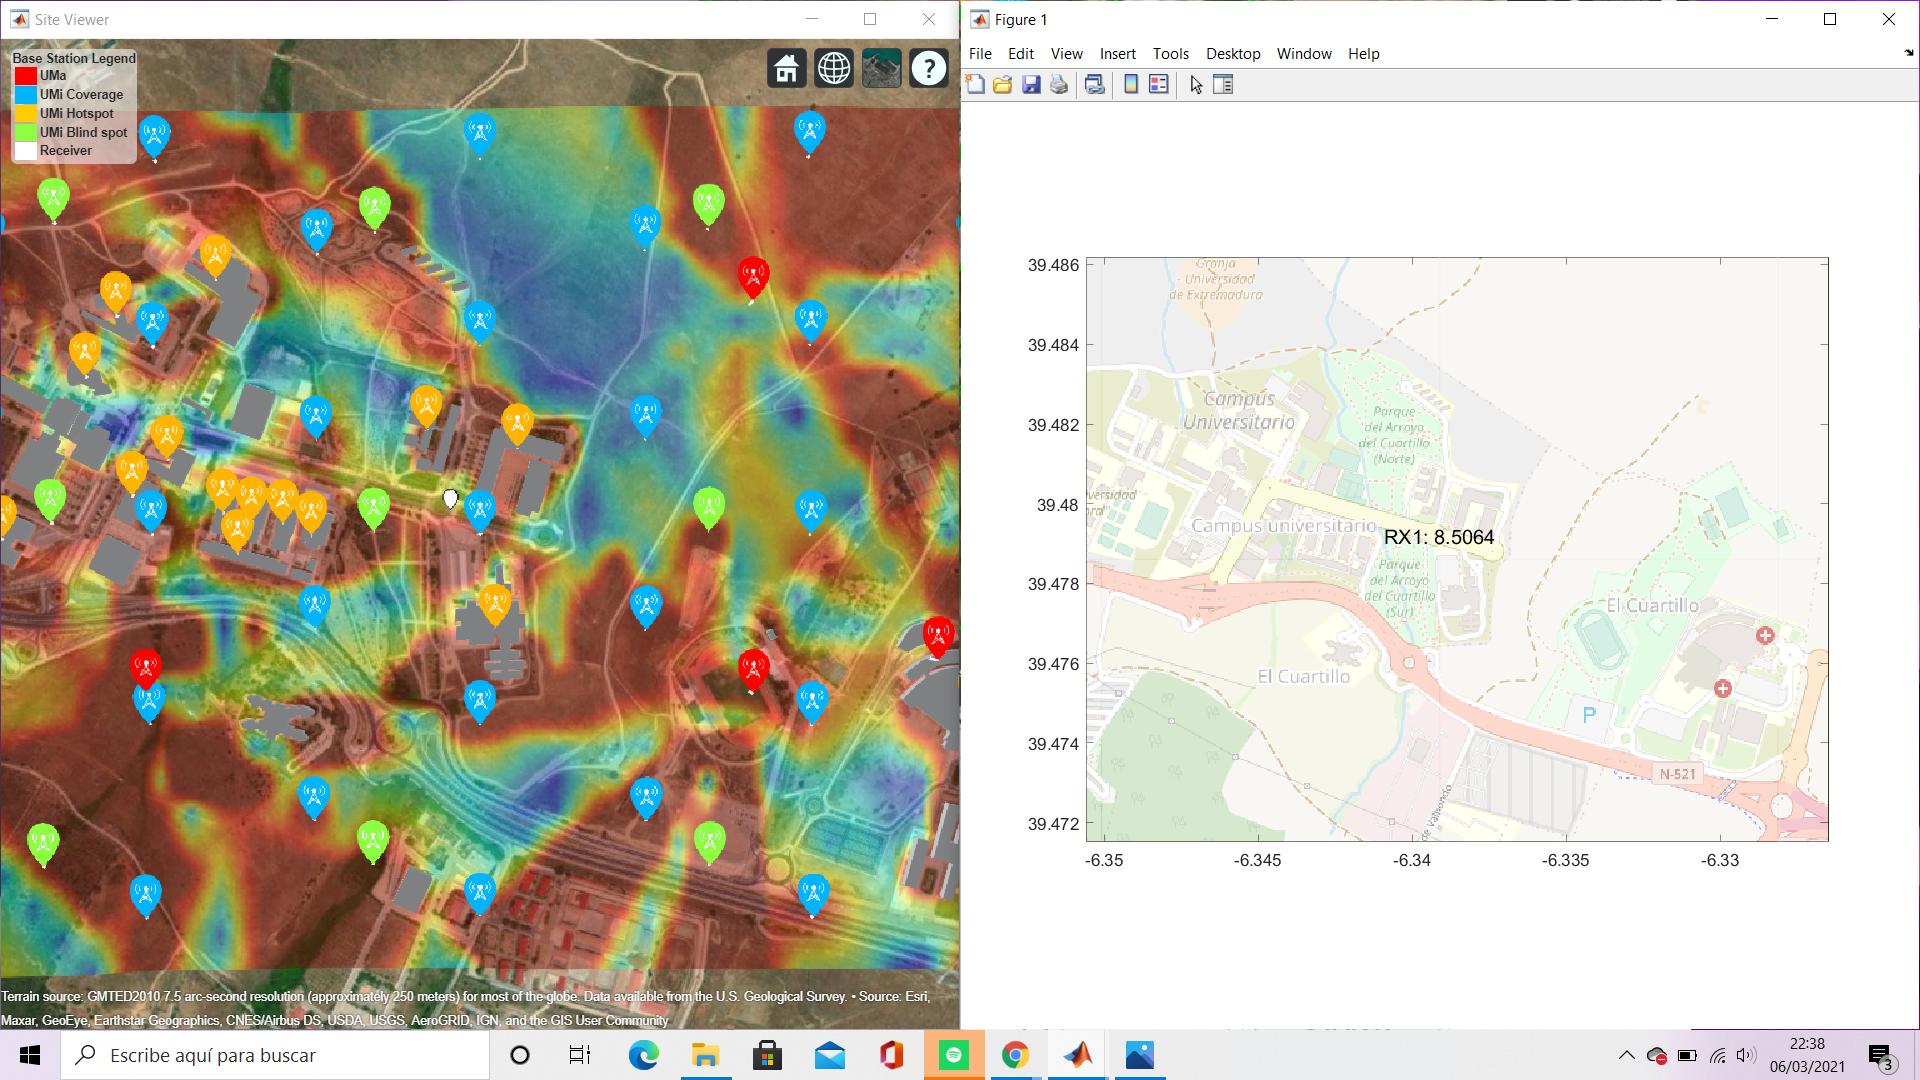 Site Viewer
Base Station Legend
UMa
UMi Coverage
UMi Hotspot
UMi Blind spot
Receiver
?
Terrain source: GMTED2010 7.5 arc-second resolution (approximately 250 meters) for most of the globe. Data available from the U.S. Geological Survey. • Source: Esri,
Maxar, GeoEye, Earthstar Geographics, CNES/Airbus DS, USDA, USGS, AeroGRID, IGN, and the GIS User Community
Figure 1
File Edit View Insert Tools Desktop Window Help
39.486
39.484
39.482
39.48
39.478
39.476
39.474
39.472
-6.35 -6.345 -6.34 -6.335 -6.33
Granja
Universidad
de Extremadura
Campus
Universitario
Parque
del Arroyo
del Cuartillo
(Norte)
Campus universitario
RX1: 8.5064
Parque
del Arroyo
del Cuartillo
(Sur)
El Cuartillo
El Cuartillo
P
N-521
Escribe aquí para buscar
22:38
06/03/2021
3